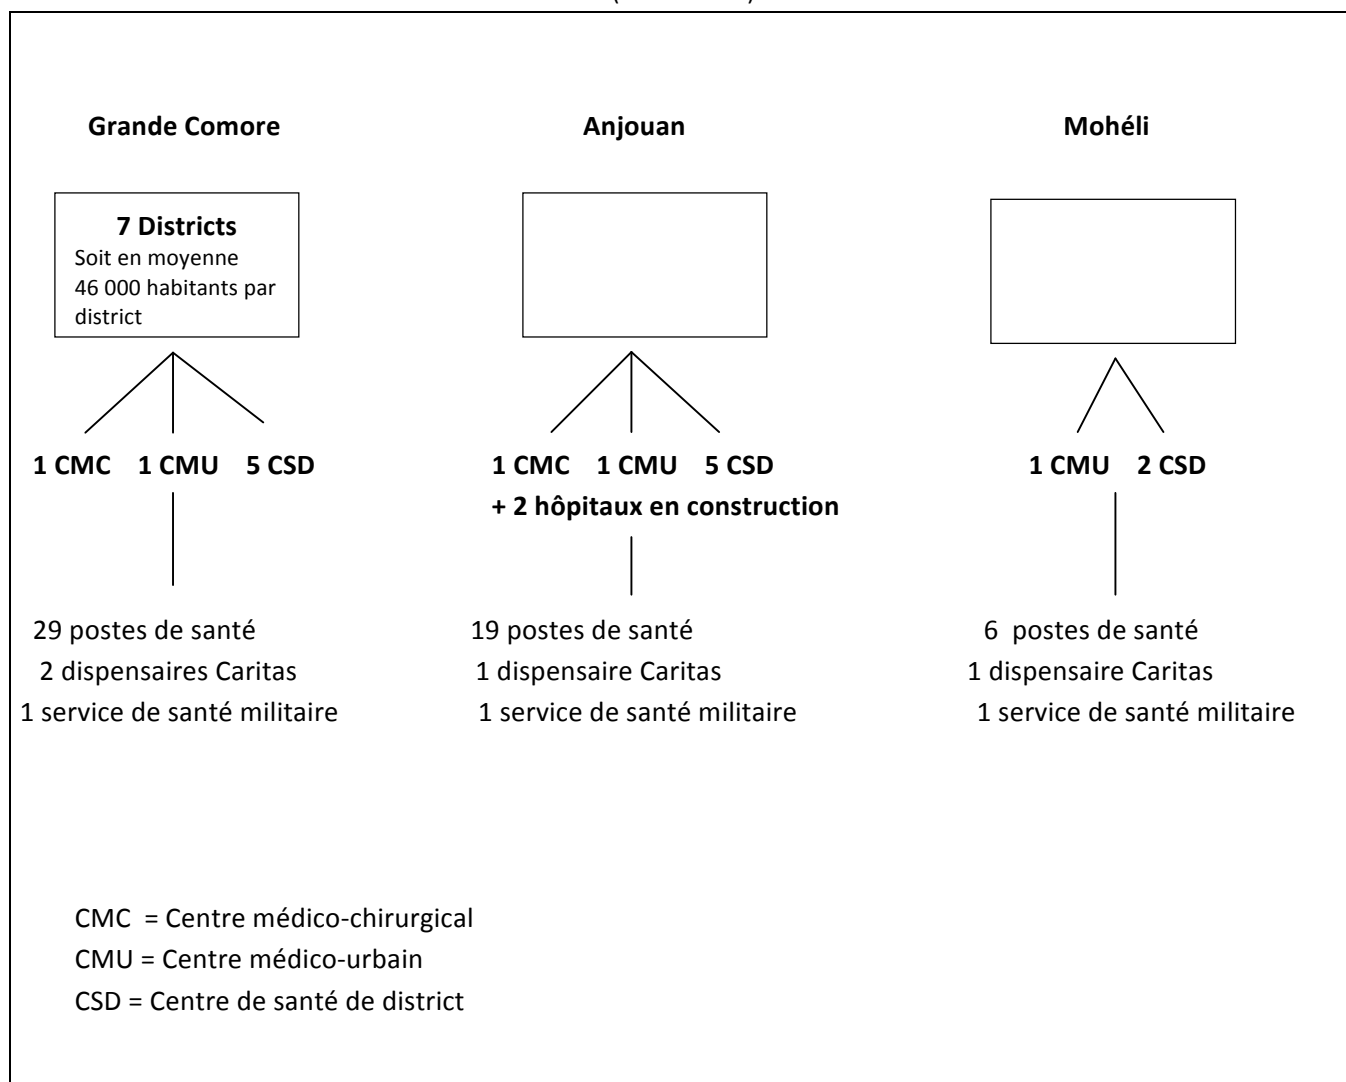 Grande Comore Anjouan Mohéli
7 Districts
Soit en moyenne
46 000 habitants par
district
1 CMC 1 CMU 5 CSD 1 CMC 1 CMU 5 CSD 1 CMU 2 CSD
+ 2 hôpitaux en construction
29 postes de santé 19 postes de santé 6 postes de santé
2 dispensaires Caritas 1 dispensaire Caritas 1 dispensaire Caritas
1 service de santé militaire 1 service de santé militaire 1 service de santé militaire
CMC = Centre médico-chirurgical
CMU = Centre médico-urbain
CSD = Centre de santé de district